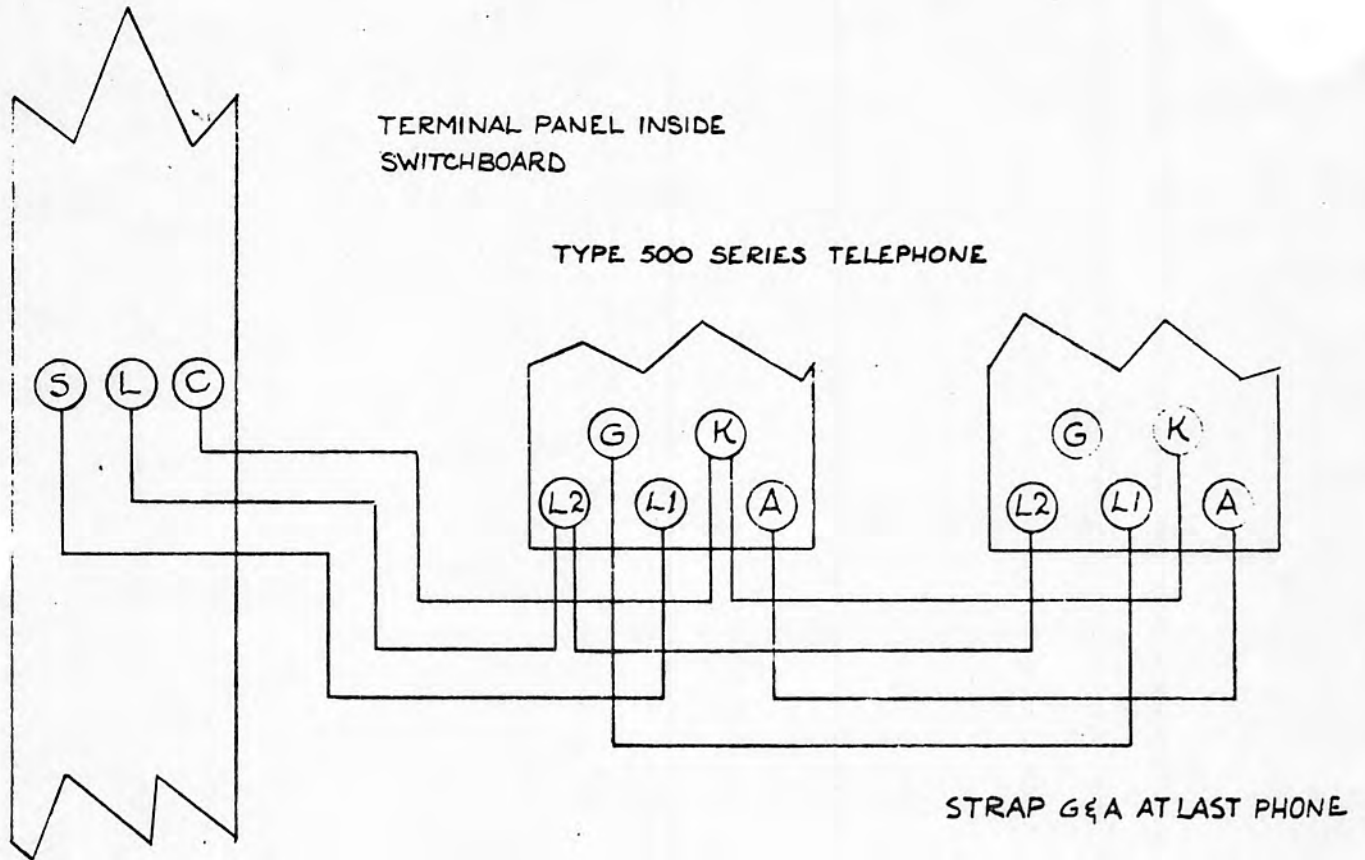 TERMINAL PANEL INSIDE
SWITCHBOARD
TYPE 500 SERIES TELEPHONE
S L C
G K
L2 L1 A
G K
L2 L1 A
STRAP G & A AT LAST PHONE